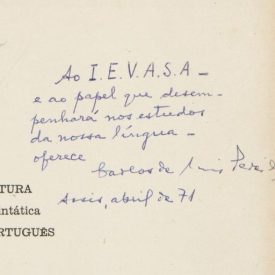 Ao I.E.V.A.S.A –
e ao papel que desem-
penhará nos estudos
da nossa língua –
oferece
Carlos de
Assis, abril de 71
TURA
intática
RTUGUÊS